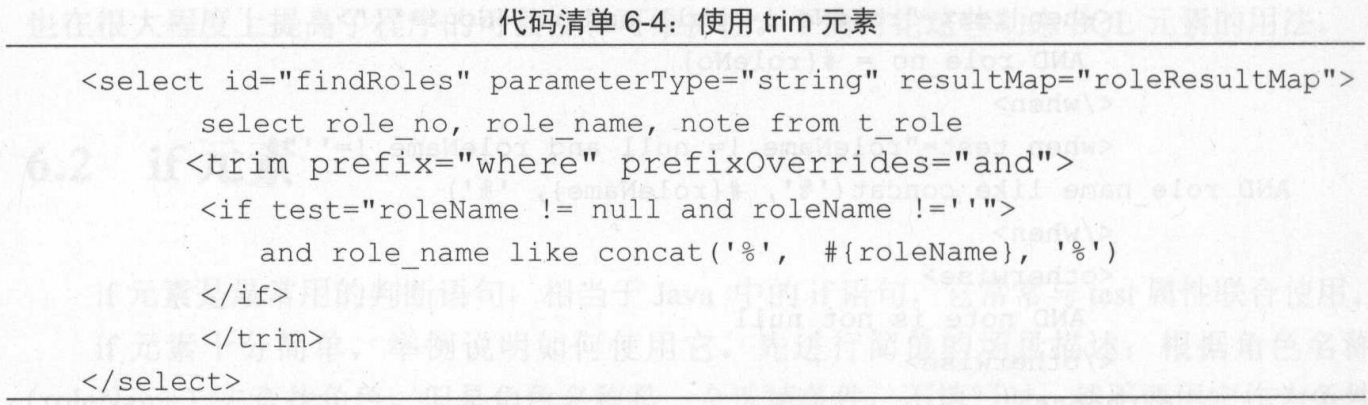 代码清单 6-4 使用 trim 元素
<select id="findRoles" parameterType="string" resultMap="roleResultMap">
select role_no, role_name, note from t_role
<trim prefix="where" prefixOverrides="and">
<if test="roleName != null and roleName !=''">
and role_name like concat('%', #{roleName}, '%')
</if>
</trim>
</select>